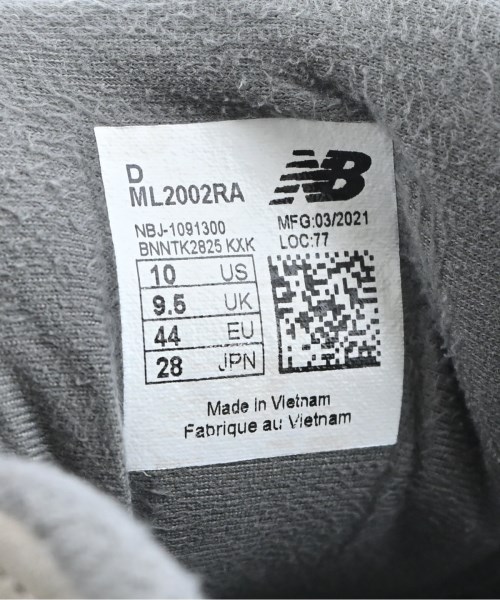 D
ML2002RA
NB
NBJ-1091300
BNNTK2825 KXK
MFG:03/2021
LOC:77
10 US
9.5 UK
44 EU
28 JPN
Made in Vietnam
Fabrique au Vietnam